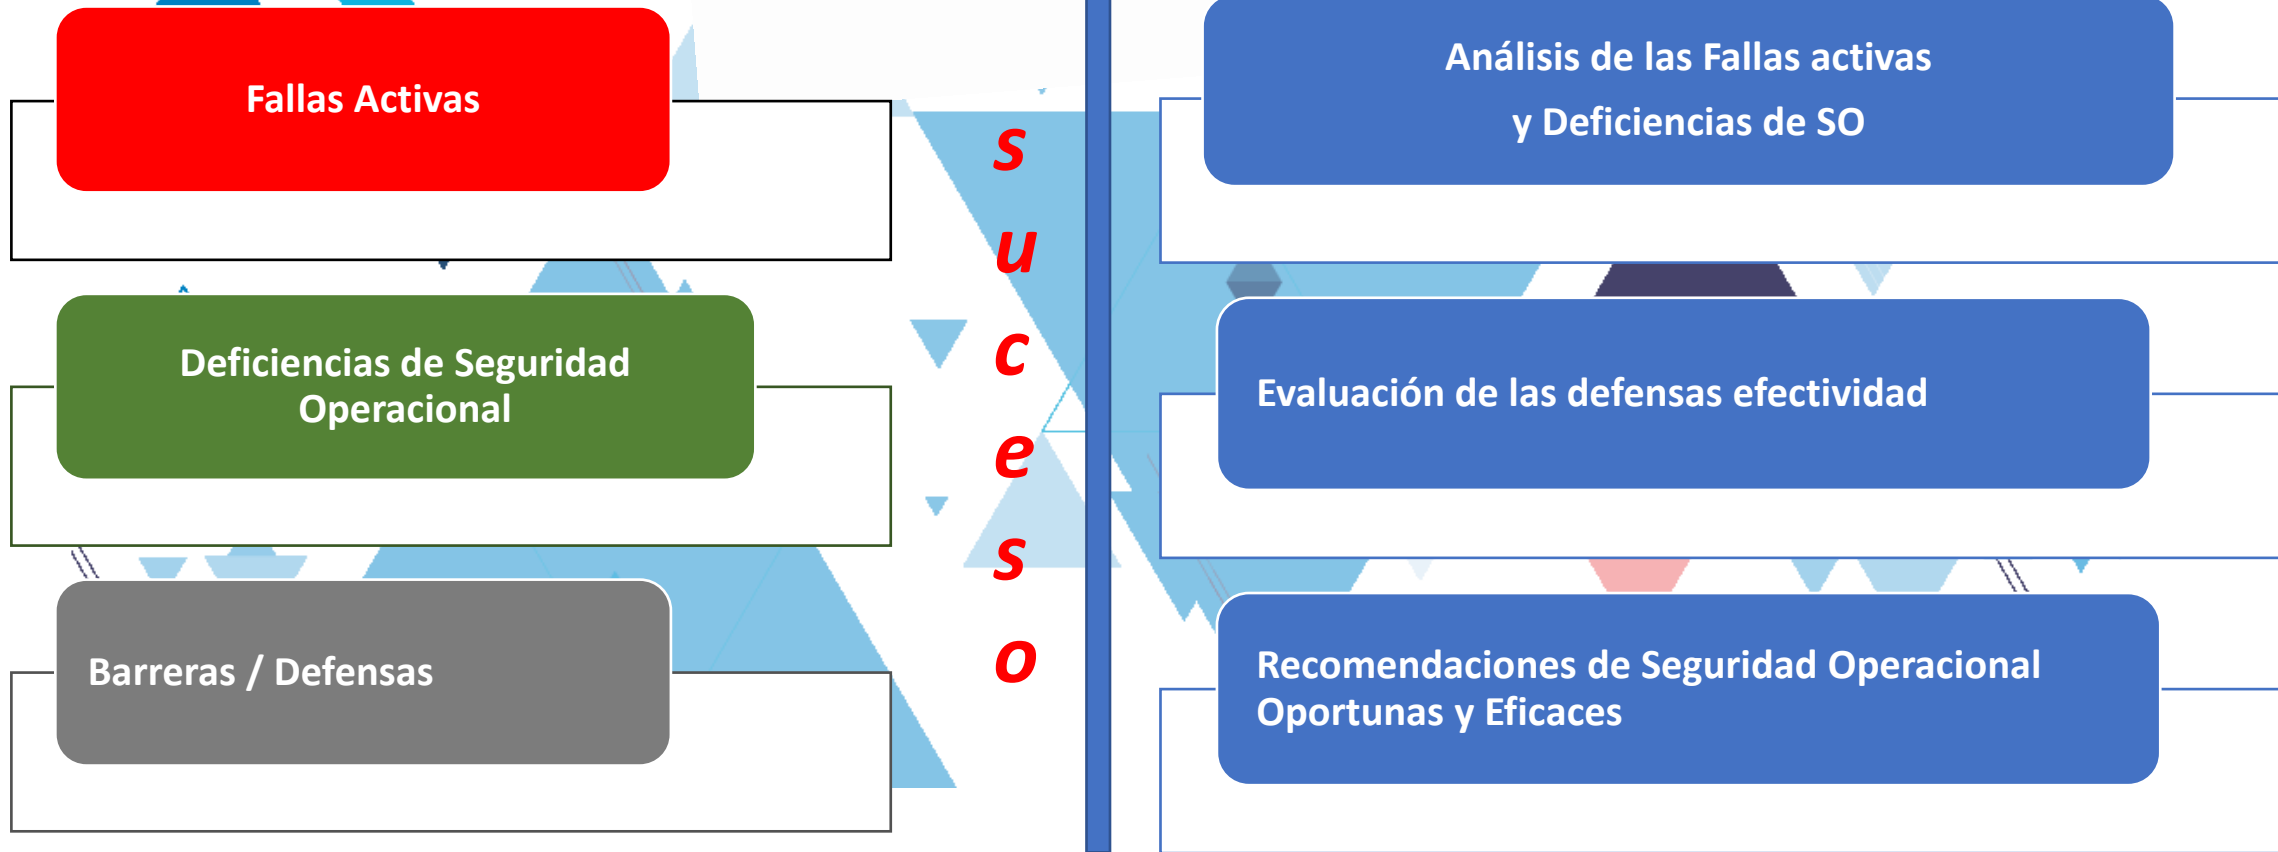 Fallas Activas
Deficiencias de Seguridad
Operacional
Barreras / Defensas
s
u
c
e
s
o
Análisis de las Fallas activas
y Deficiencias de SO
Evaluación de las defensas efectividad
Recomendaciones de Seguridad Operacional
Oportunas y Eficaces